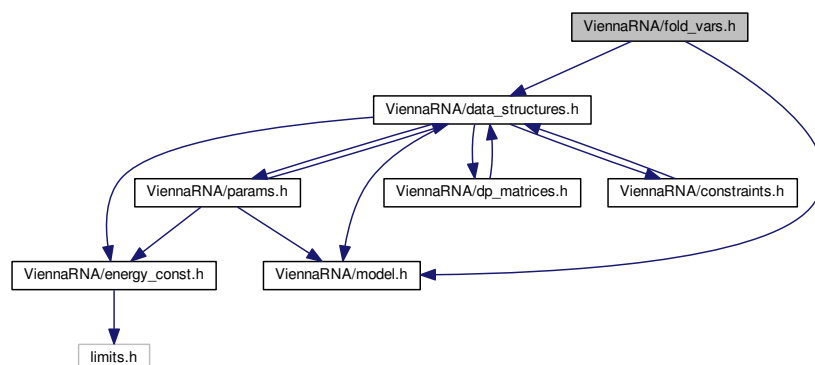 ViennaRNA/fold_vars.h
ViennaRNA/data_structures.h
ViennaRNA/params.h
ViennaRNA/dp_matrices.h
ViennaRNA/constraints.h
ViennaRNA/energy_const.h
ViennaRNA/model.h
limits.h